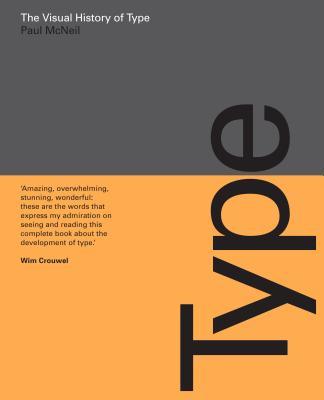 The Visual History of Type
Paul McNeil
Type
‘Amazing, overwhelming,
stunning, wonderful:
these are the words that
express my admiration on
seeing and reading this
complete book about the
development of type.’
Wim Crouwel